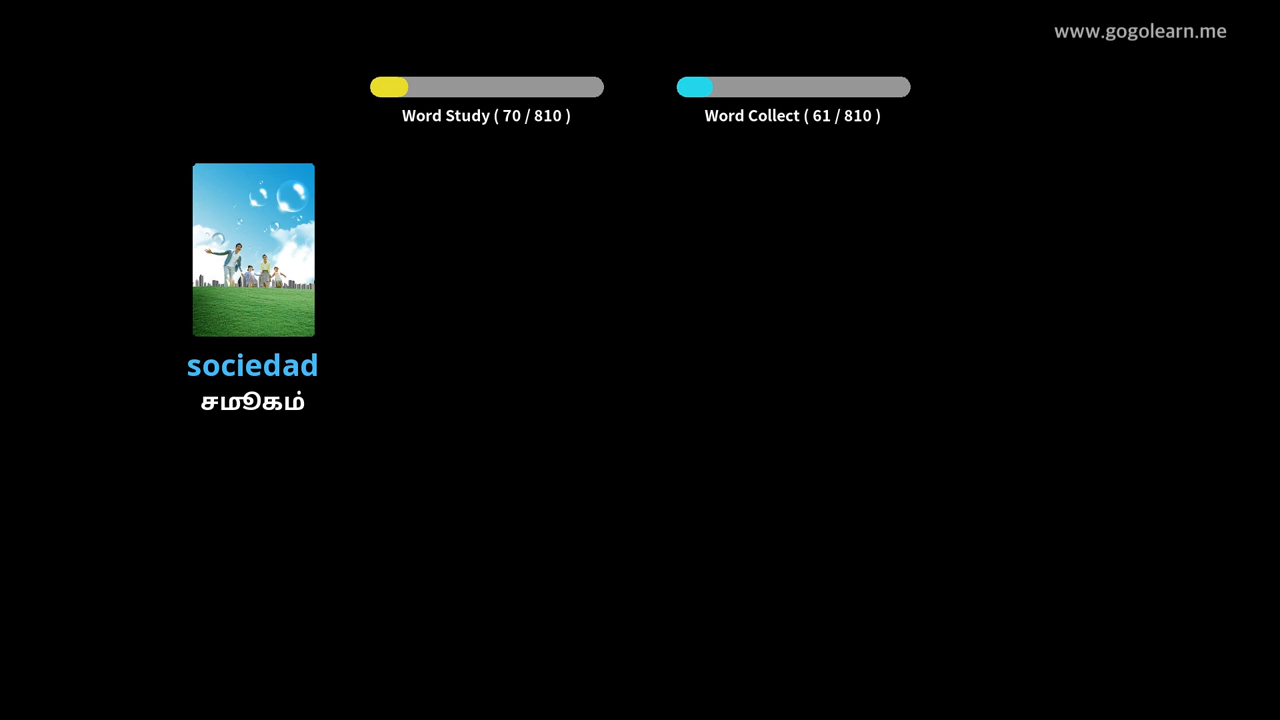 www.gogolearn.me
Word Study ( 70 / 810 )
Word Collect ( 61 / 810 )
sociedad
சமூகம்